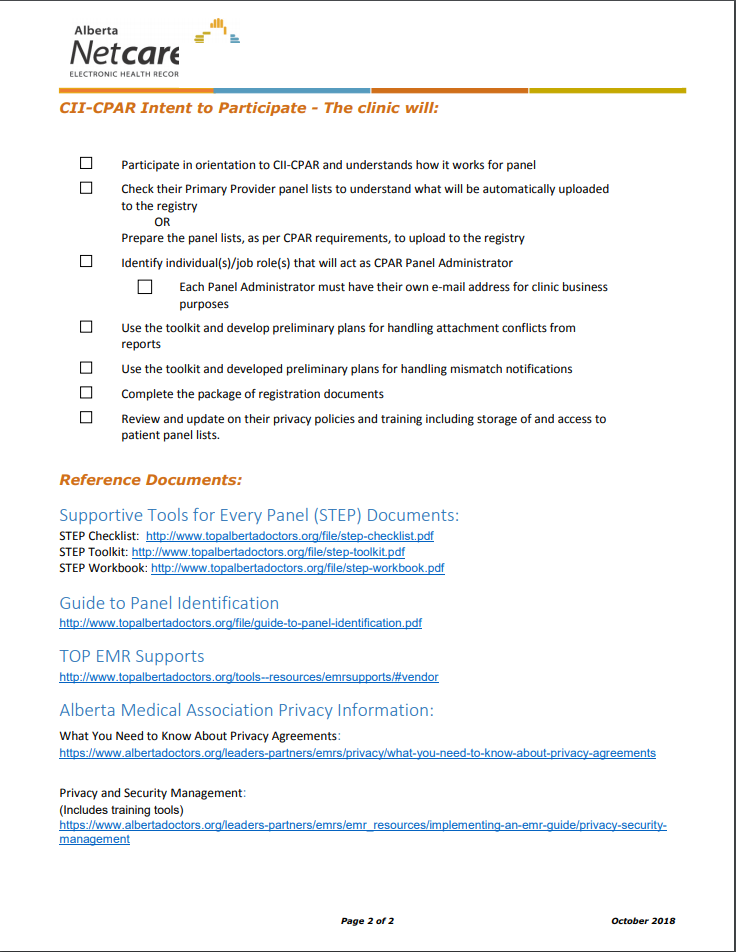 Alberta
Netcare
ELECTRONIC HEALTH RECOR
CII-CPAR Intent to Participate - The clinic will:
Participate in orientation to CII-CPAR and understands how it works for panel
Check their Primary Provider panel lists to understand what will be automatically uploaded
to the registry
OR
Prepare the panel lists, as per CPAR requirements, to upload to the registry
Identify individual(s)/job role(s) that will act as CPAR Panel Administrator
Each Panel Administrator must have their own e-mail address for clinic business
purposes
Use the toolkit and develop preliminary plans for handling attachment conflicts from
reports
Use the toolkit and developed preliminary plans for handling mismatch notifications
Complete the package of registration documents
Review and update on their privacy policies and training including storage of and access to
patient panel lists.
Reference Documents:
Supportive Tools for Every Panel (STEP) Documents:
STEP Checklist: http://www.topalbertadoctors.org/file/step-checklist.pdf
STEP Toolkit: http://www.topalbertadoctors.org/file/step-toolkit.pdf
STEP Workbook: http://www.topalbertadoctors.org/file/step-workbook.pdf
Guide to Panel Identification
http://www.topalbertadoctors.org/file/guide-to-panel-identification.pdf
TOP EMR Supports
http://www.topalbertadoctors.org/tools--resources/emrsupports/#vendor
Alberta Medical Association Privacy Information:
What You Need to Know About Privacy Agreements:
https://www.albertadoctors.org/leaders-partners/emrs/privacy/what-you-need-to-know-about-privacy-agreements
Privacy and Security Management:
(Includes training tools)
https://www.albertadoctors.org/leaders-partners/emrs/emr_resources/implementing-an-emr-guide/privacy-security-
management
Page 2 of 2 October 2018